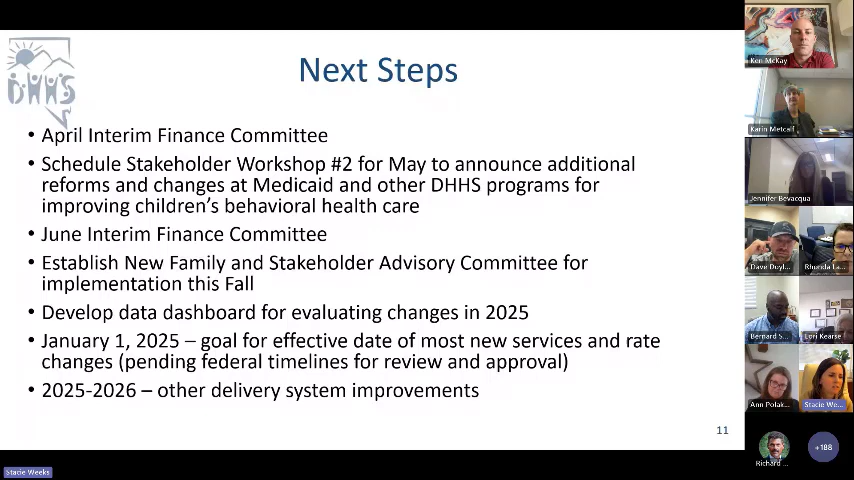 DHHS
Next Steps
• April Interim Finance Committee
• Schedule Stakeholder Workshop #2 for May to announce additional
reforms and changes at Medicaid and other DHHS programs for
improving children's behavioral health care
• June Interim Finance Committee
• Establish New Family and Stakeholder Advisory Committee for
implementation this Fall
• Develop data dashboard for evaluating changes in 2025
• January 1, 2025 – goal for effective date of most new services and rate
changes (pending federal timelines for review and approval)
• 2025-2026 – other delivery system improvements
11
Stacie Weeks
Ken McKay
Karin Metcalf
Jennifer Bevacqua
Dave Doyl...
Rhonda La...
Bernard S...
Lori Kearse
Ann Polak...
Stacie We...
Richard ...
+188